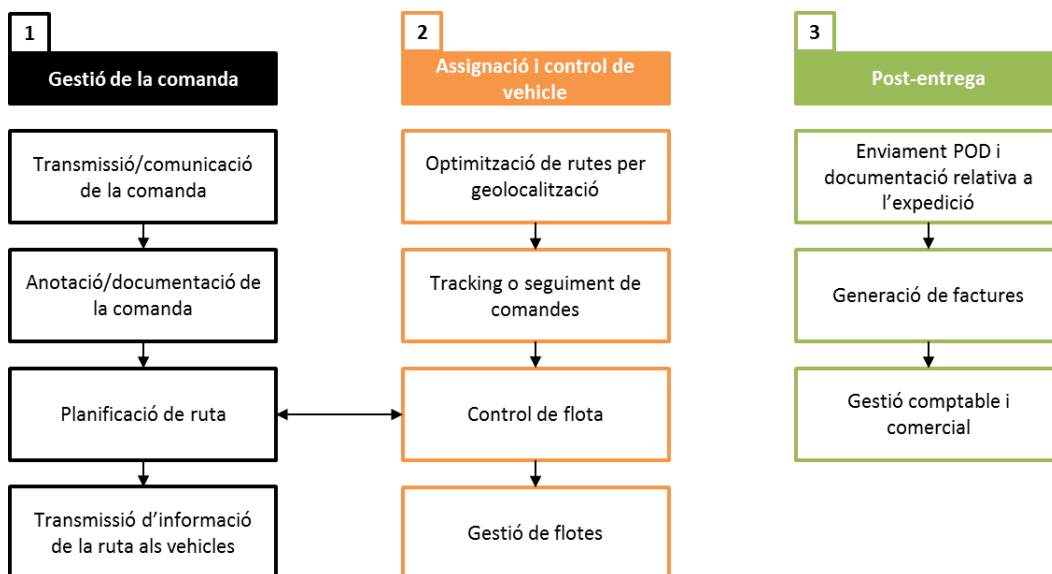 1
Gestió de la comanda
Transmissió/comunicació
de la comanda
Anotació/documentació de
la comanda
Planificació de ruta
Transmissió d'informació
de la ruta als vehicles
2
Assignació i control de
vehicle
Optimització de rutes per
geolocalització
Tracking o seguiment de
comandes
Control de flota
Gestió de flotes
3
Post-entrega
Enviament POD i
documentació relativa a
l'expedició
Generació de factures
Gestió comptable i
comercial